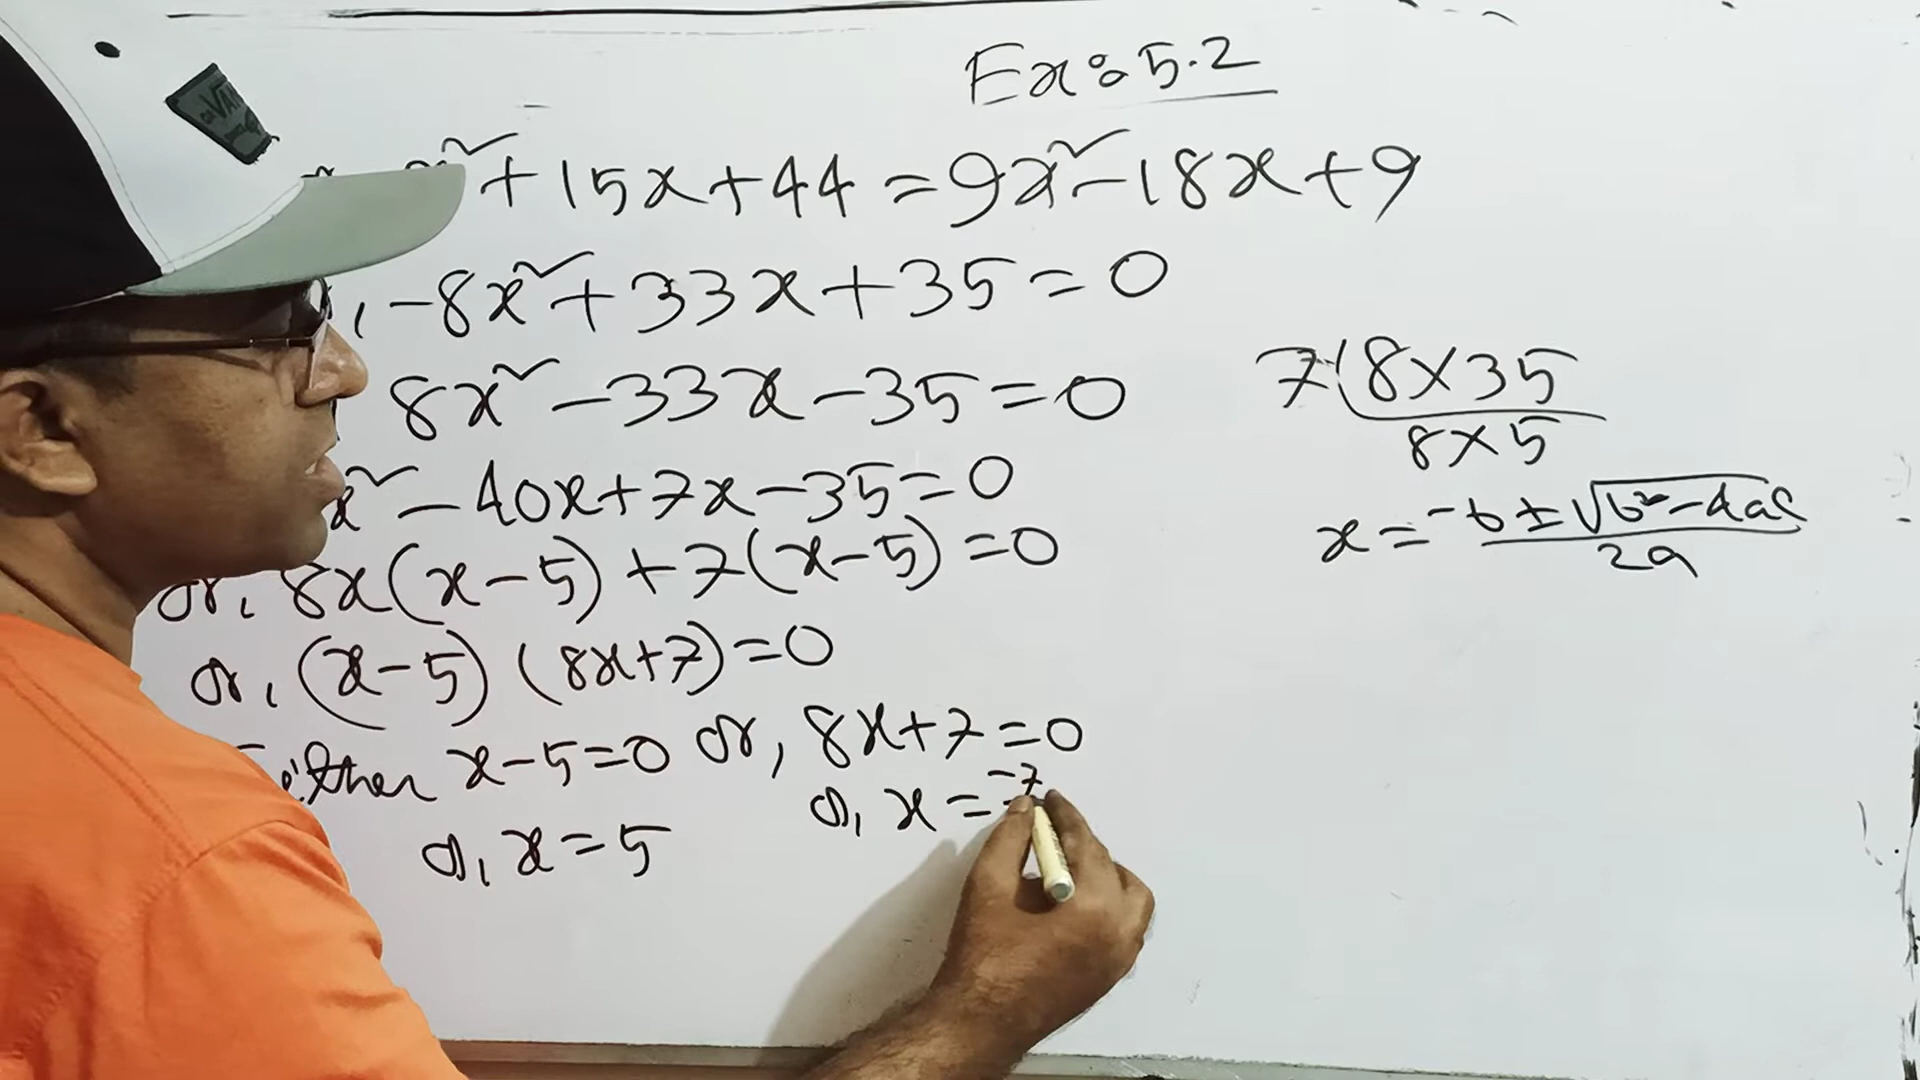 Ex: 5.2
² + 15x + 44 = 9x² - 18x + 9
, -8x² + 33x + 35 = 0
8x² - 33x - 35 = 0
x² - 40x + 7x - 35 = 0
or, 8x(x-5) + 7(x-5) = 0
or, (x-5) (8x+7) = 0
either x-5=0 or, 8x+7=0
or, x = 5
or, x = -7
7(8×35
8×5
x = -b ± √b²-4ac
2a